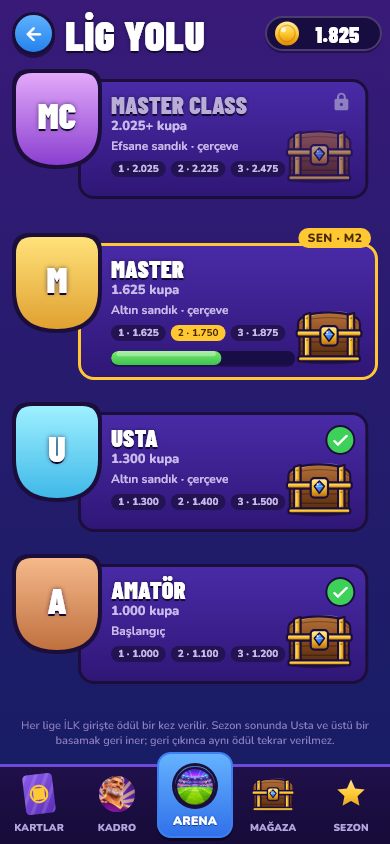 LİG YOLU
1.825
MC
MASTER CLASS
2.025+ kupa
Efsane sandık · çerçeve
1 · 2.025
2 · 2.225
3 · 2.475
SEN · M2
M
MASTER
1.625 kupa
Altın sandık · çerçeve
1 · 1.625
2 · 1.750
3 · 1.875
U
USTA
1.300 kupa
Altın sandık · çerçeve
1 · 1.300
2 · 1.400
3 · 1.500
A
AMATÖR
1.000 kupa
Başlangıç
1 · 1.000
2 · 1.100
3 · 1.200
Her lige İLK girişte ödül bir kez verilir. Sezon sonunda Usta ve üstü bir
basamak geri iner; geri çıkınca aynı ödül tekrar verilmez.
KARTLAR
KADRO
ARENA
MAĞAZA
SEZON